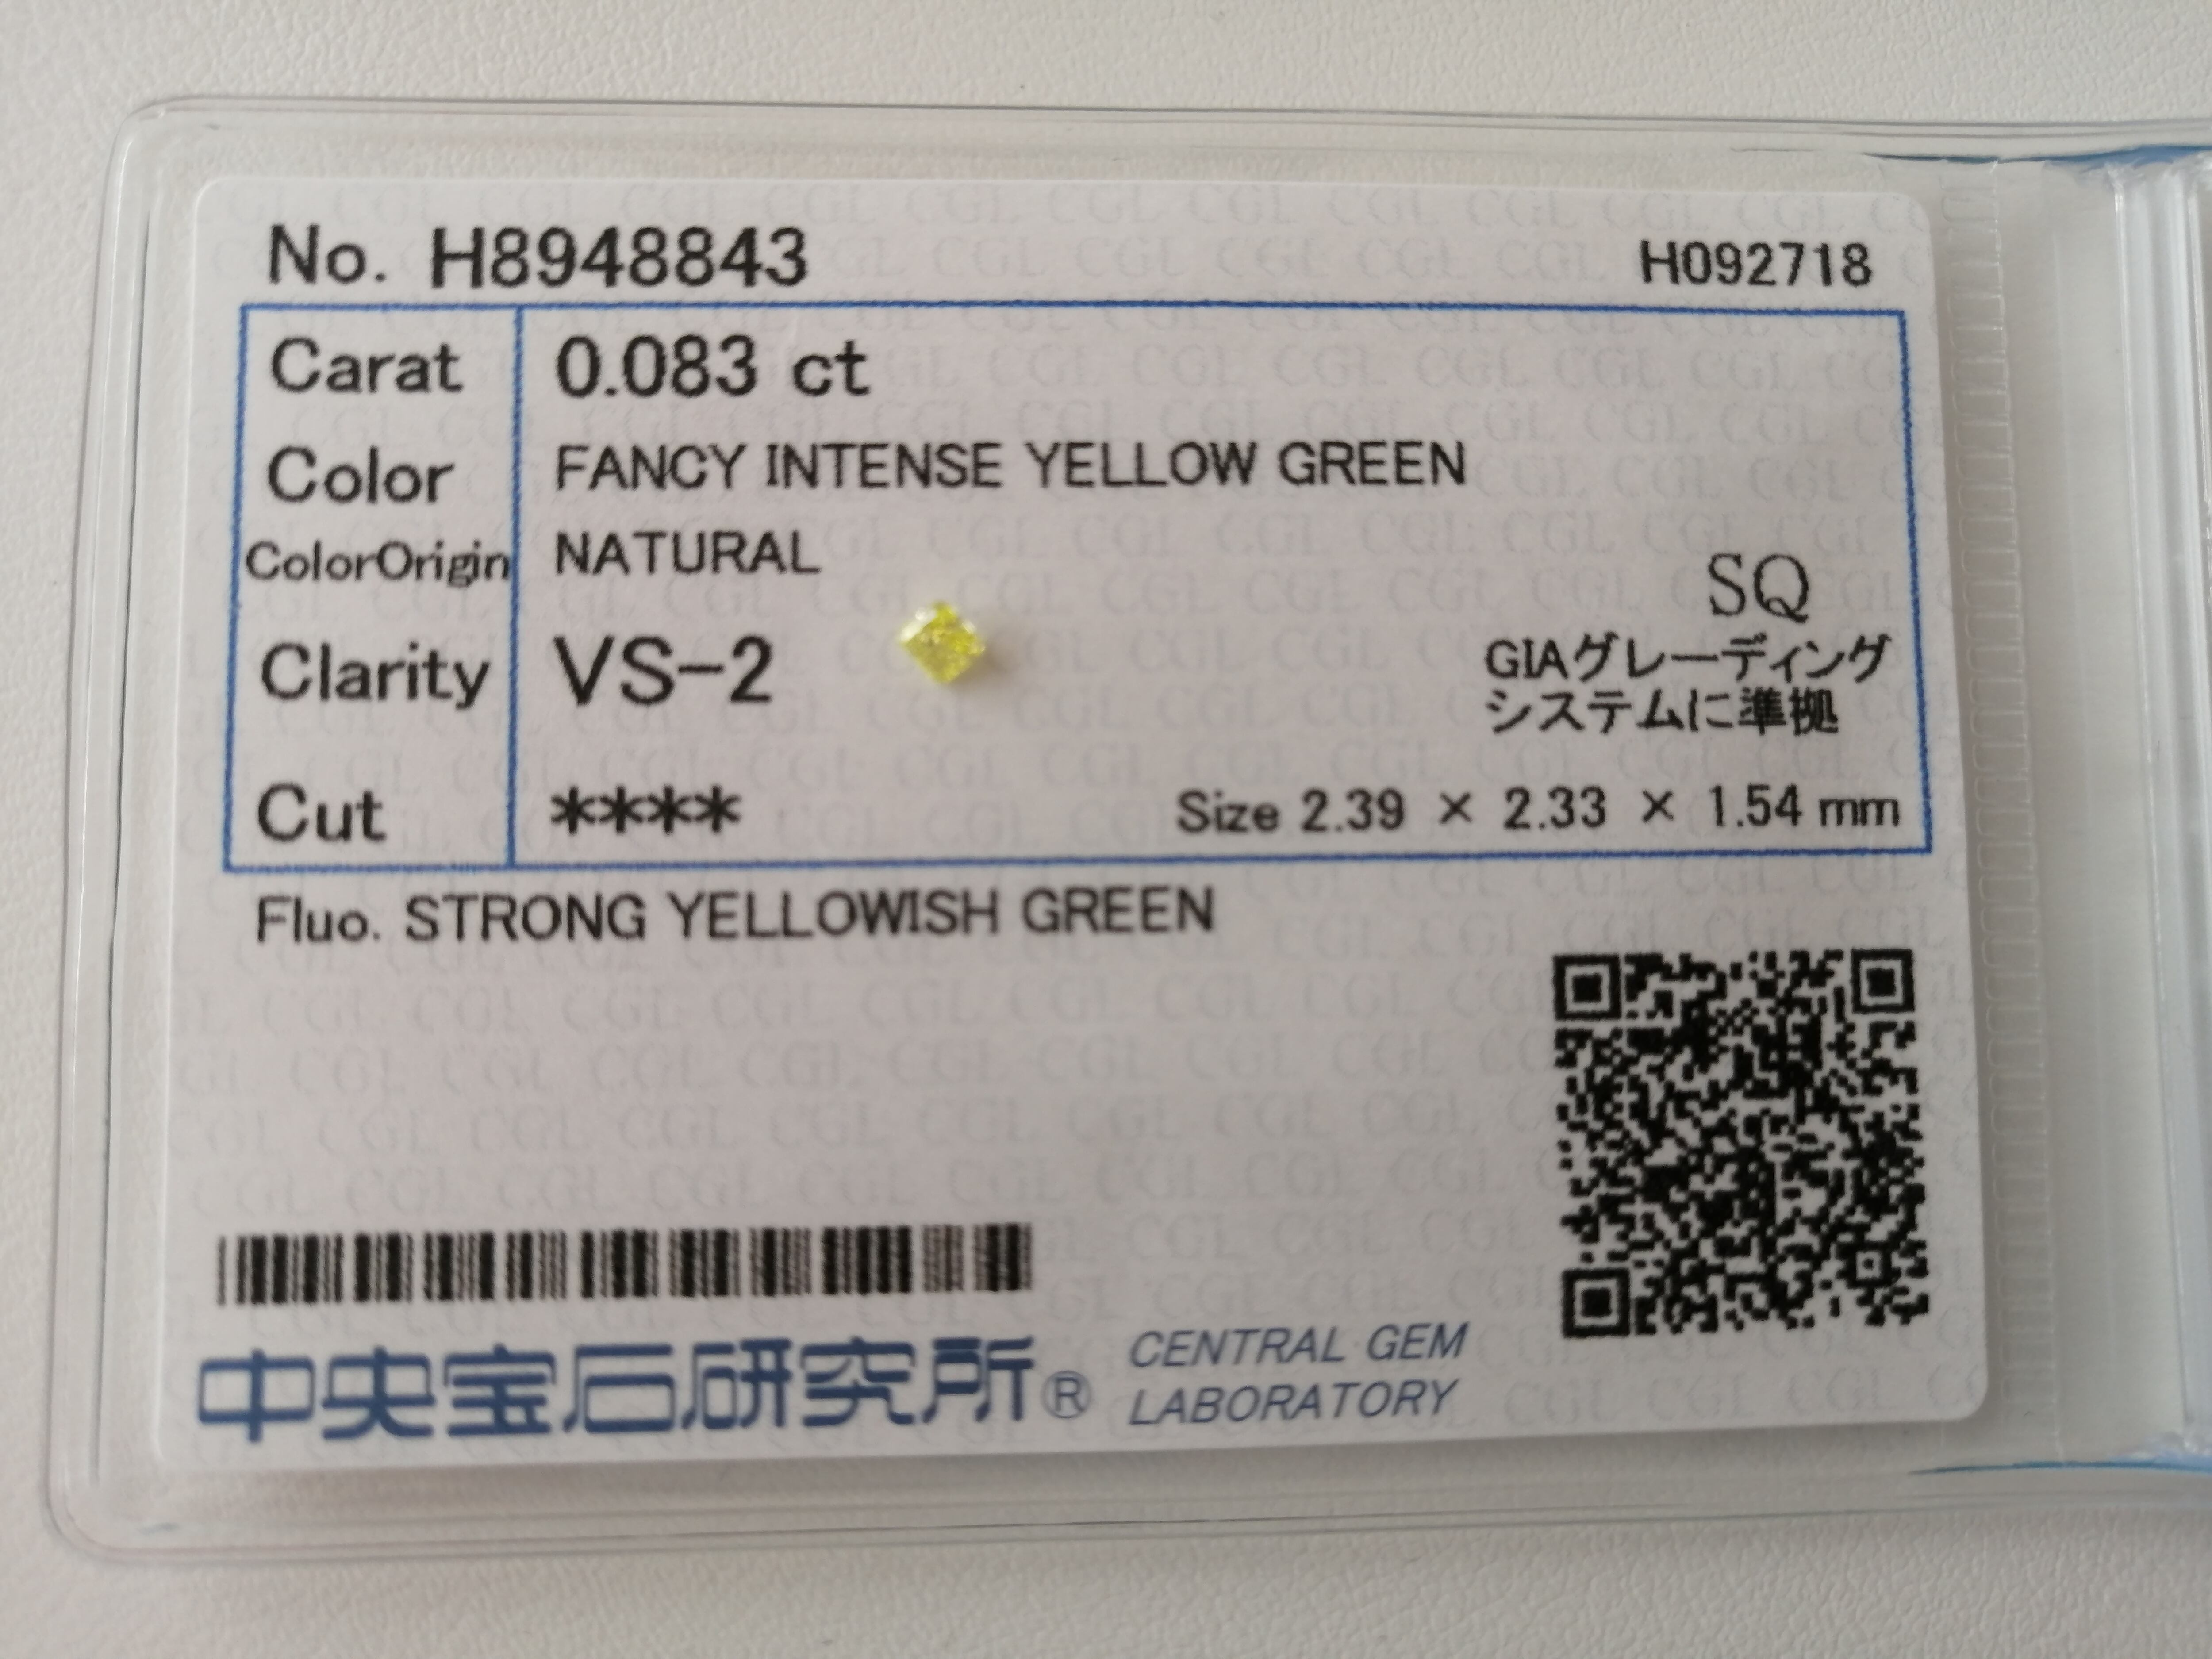 No. H8948843 H092718
Carat 0.083 ct
Color FANCY INTENSE YELLOW GREEN
ColorOrigin NATURAL
SQ
Clarity VS-2
GIAグレーディング
システムに準拠
Cut **** Size 2.39 × 2.33 × 1.54 mm
Fluo. STRONG YELLOWISH GREEN
中央宝石研究所® CENTRAL GEM
LABORATORY